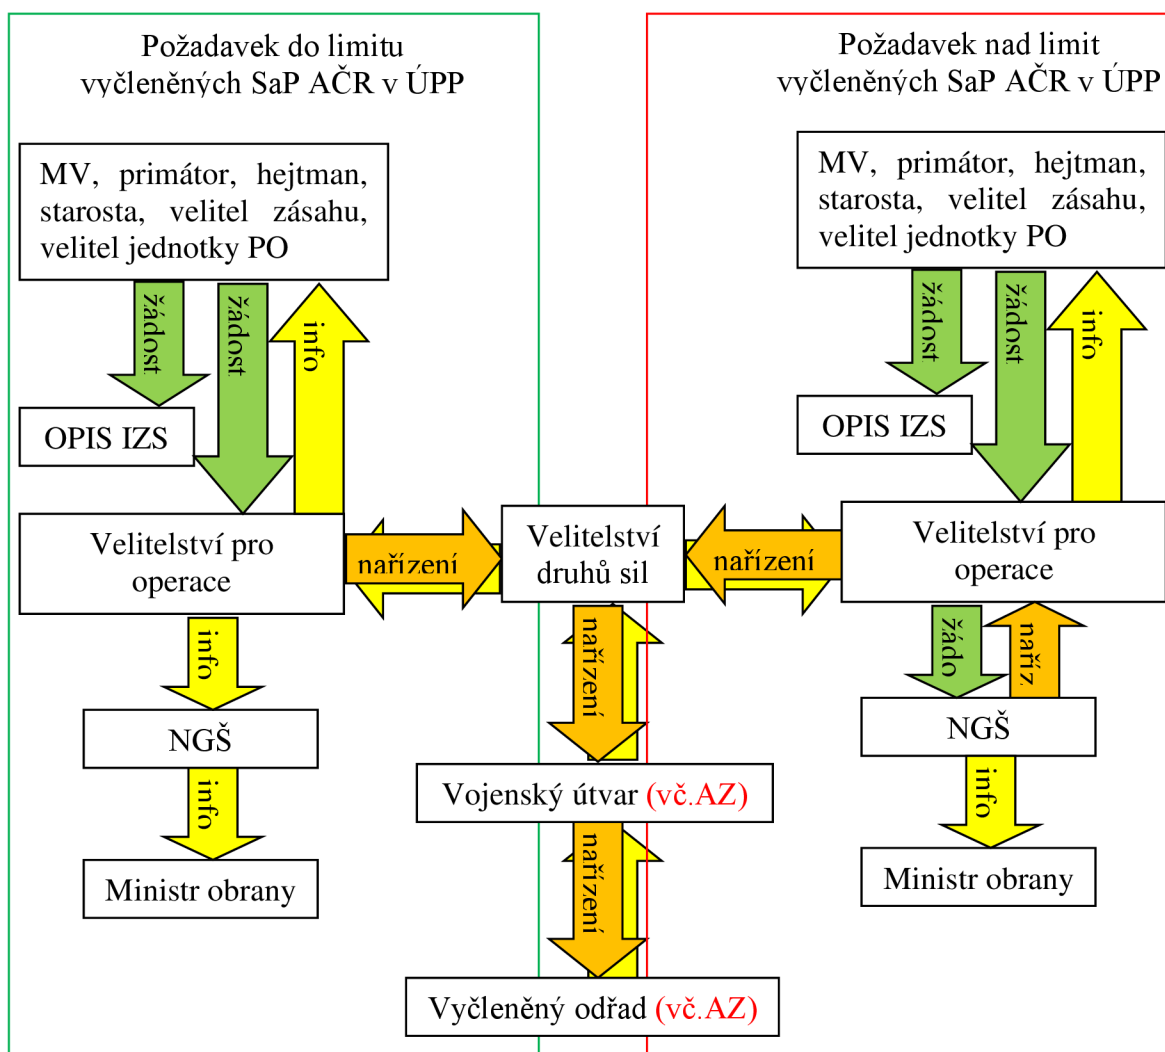 Požadavek do limitu
vyčleněných SaP AČR v ÚPP
MV, primátor, hejtman,
starosta, velitel zásahu,
velitel jednotky PO
žádost
žádost
info
OPIS IZS
Velitelství pro
operace
nařízení
info
NGŠ
info
Ministr obrany
Velitelství
druhů sil
nařízení
Vojenský útvar (vč.AZ)
nařízení
Vyčleněný odřad (vč.AZ)
Požadavek nad limit
vyčleněných SaP AČR v ÚPP
MV, primátor, hejtman,
starosta, velitel zásahu,
velitel jednotky PO
žádost
žádost
info
OPIS IZS
Velitelství pro
operace
nařízení
žádo
naříz
NGŠ
info
Ministr obrany